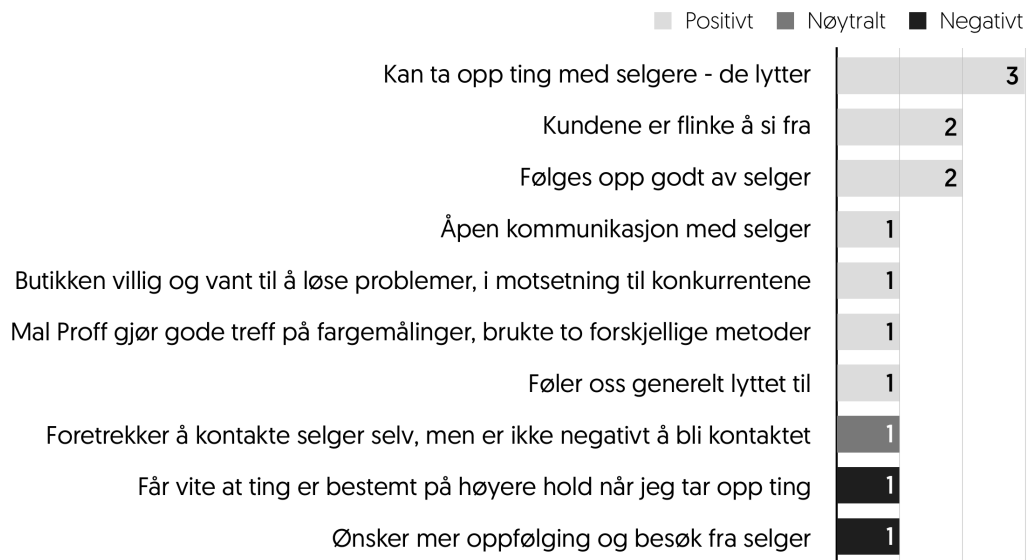 Positivt Nøytralt Negativt
Kan ta opp ting med selgere - de lytter 3
Kundene er flinke å si fra 2
Følges opp godt av selger 2
Åpen kommunikasjon med selger 1
Butikken villig og vant til å løse problemer, i motsetning til konkurrentene 1
Mal Proff gjør gode treff på fargemålinger, brukte to forskjellige metoder 1
Føler oss generelt lyttet til 1
Foretrekker å kontakte selger selv, men er ikke negativt å bli kontaktet 1
Får vite at ting er bestemt på høyere hold når jeg tar opp ting 1
Ønsker mer oppfølging og besøk fra selger 1